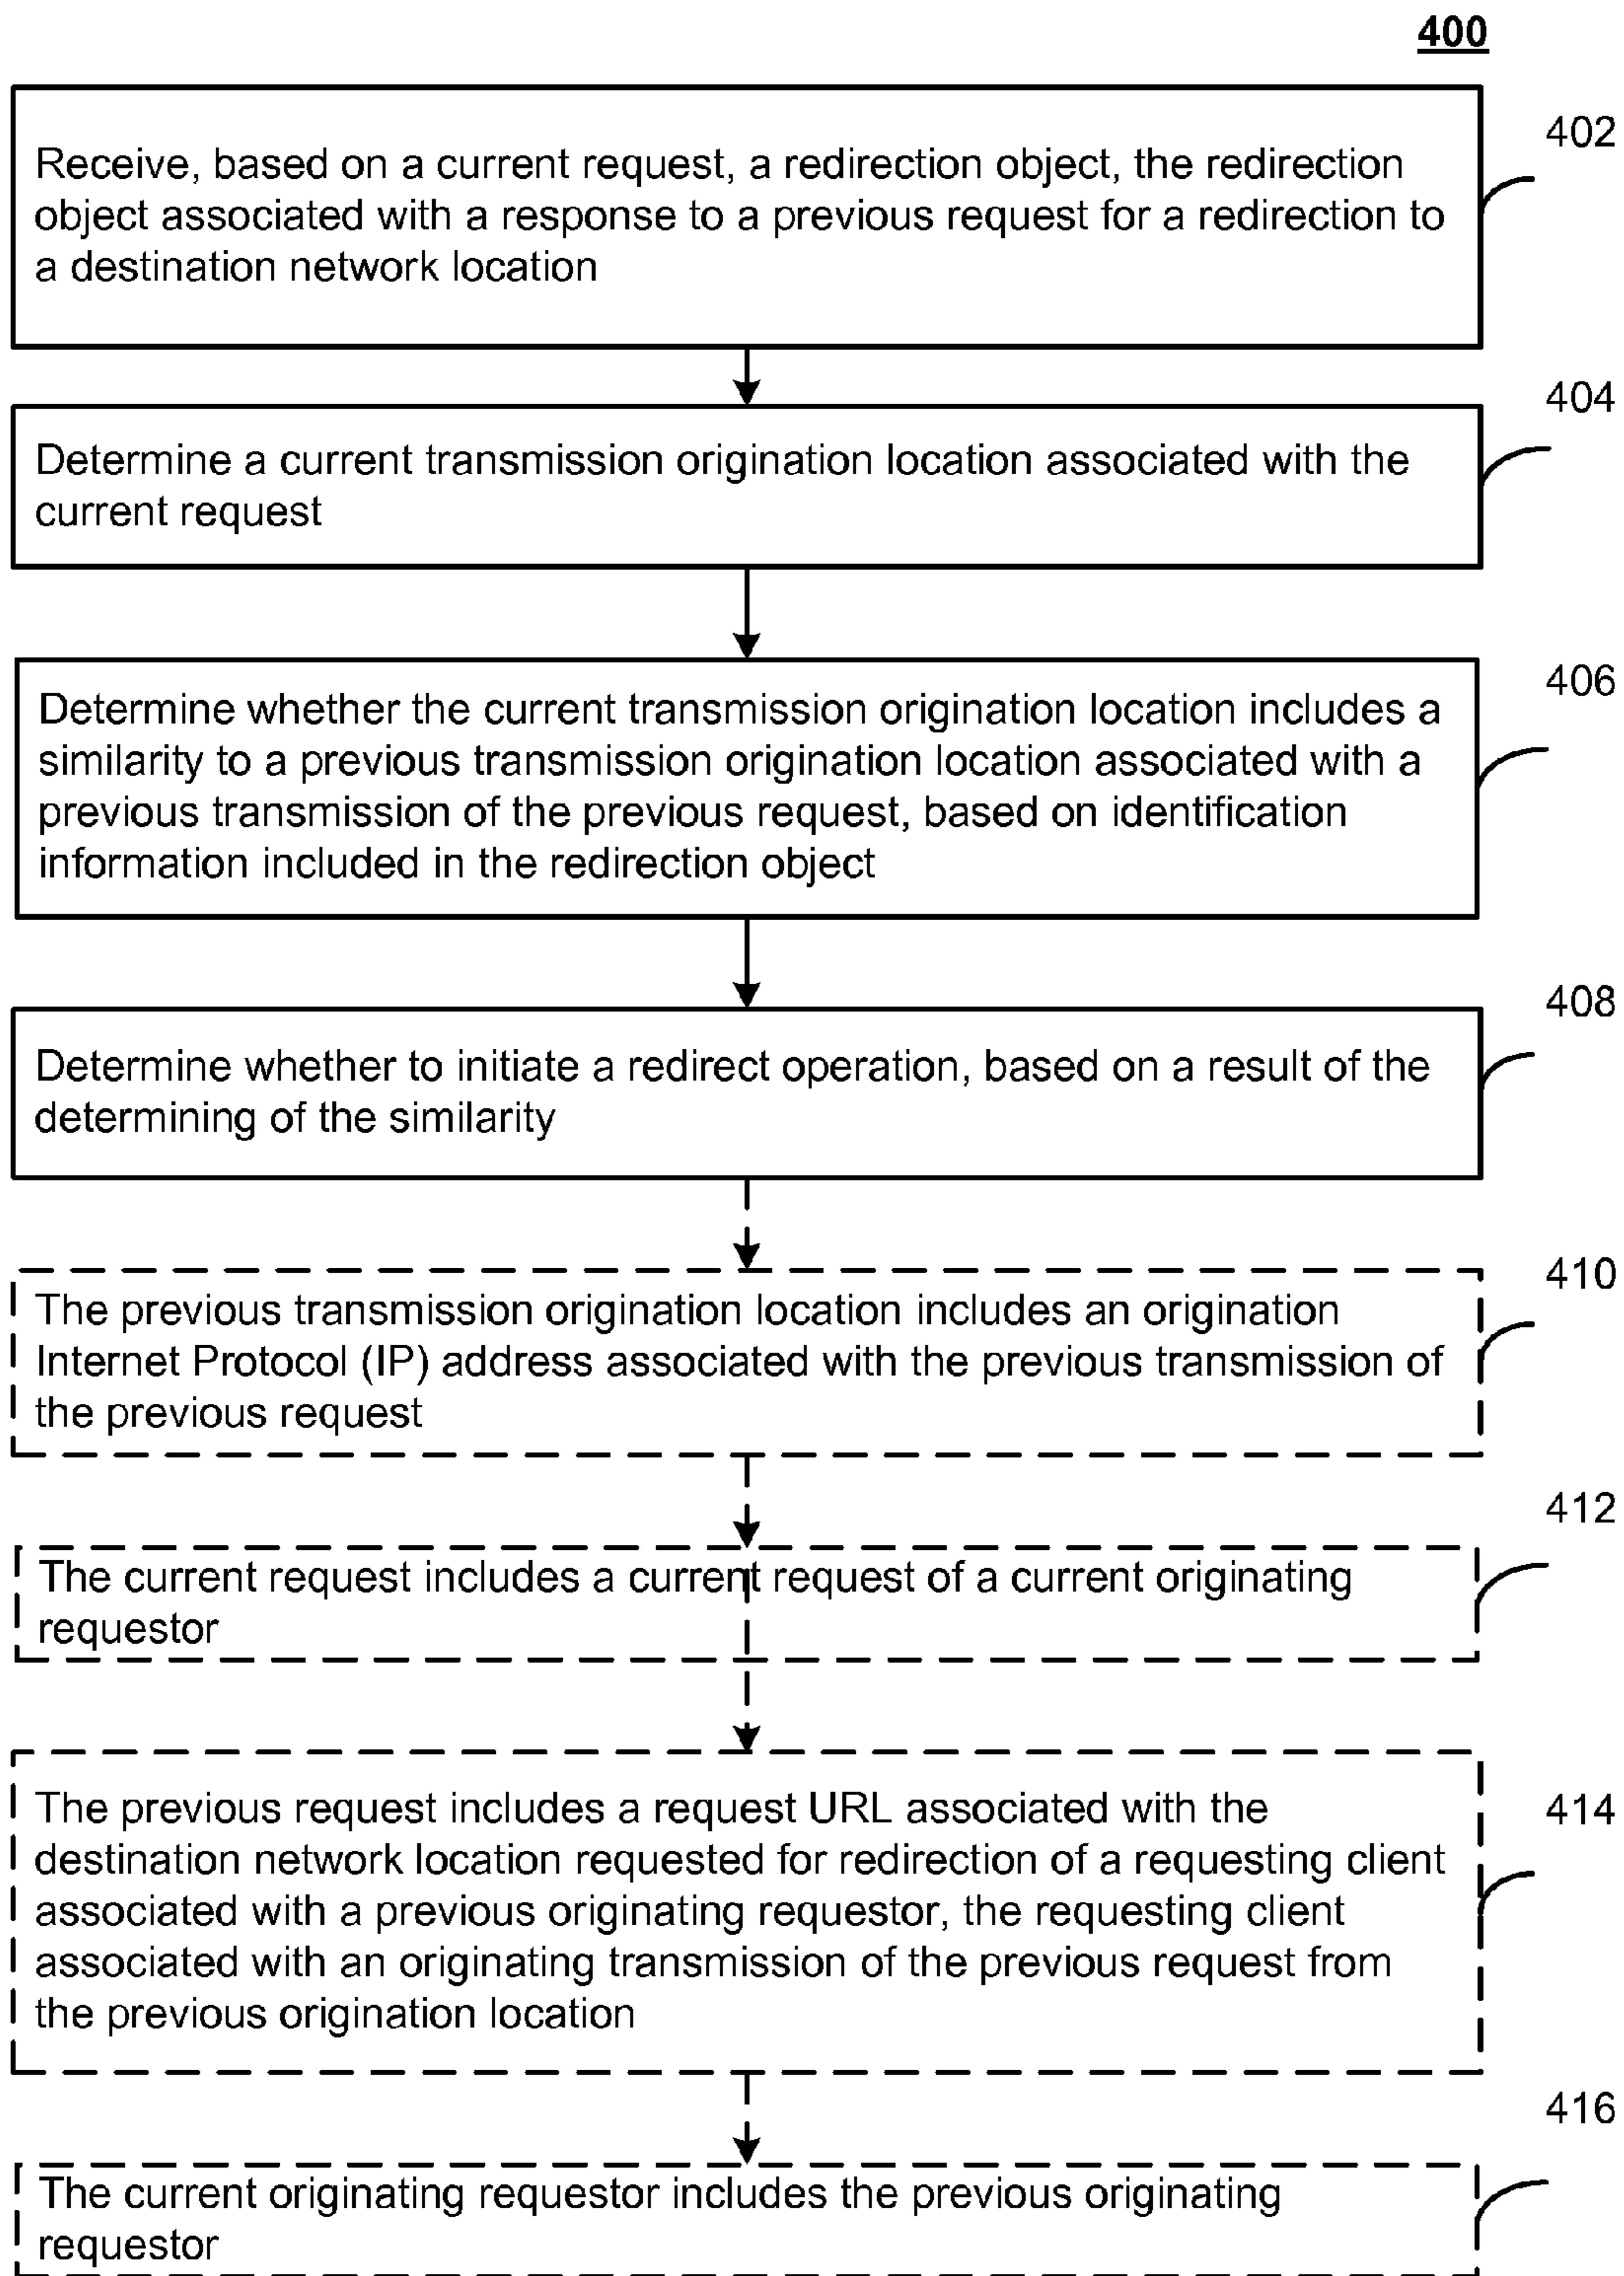 400
402
Receive, based on a current request, a redirection object, the redirection
object associated with a response to a previous request for a redirection to
a destination network location
404
Determine a current transmission origination location associated with the
current request
406
Determine whether the current transmission origination location includes a
similarity to a previous transmission origination location associated with a
previous transmission of the previous request, based on identification
information included in the redirection object
408
Determine whether to initiate a redirect operation, based on a result of the
determining of the similarity
410
The previous transmission origination location includes an origination
Internet Protocol (IP) address associated with the previous transmission of
the previous request
412
The current request includes a current request of a current originating
requestor
414
The previous request includes a request URL associated with the
destination network location requested for redirection of a requesting client
associated with a previous originating requestor, the requesting client
associated with an originating transmission of the previous request from
the previous origination location
416
The current originating requestor includes the previous originating
requestor